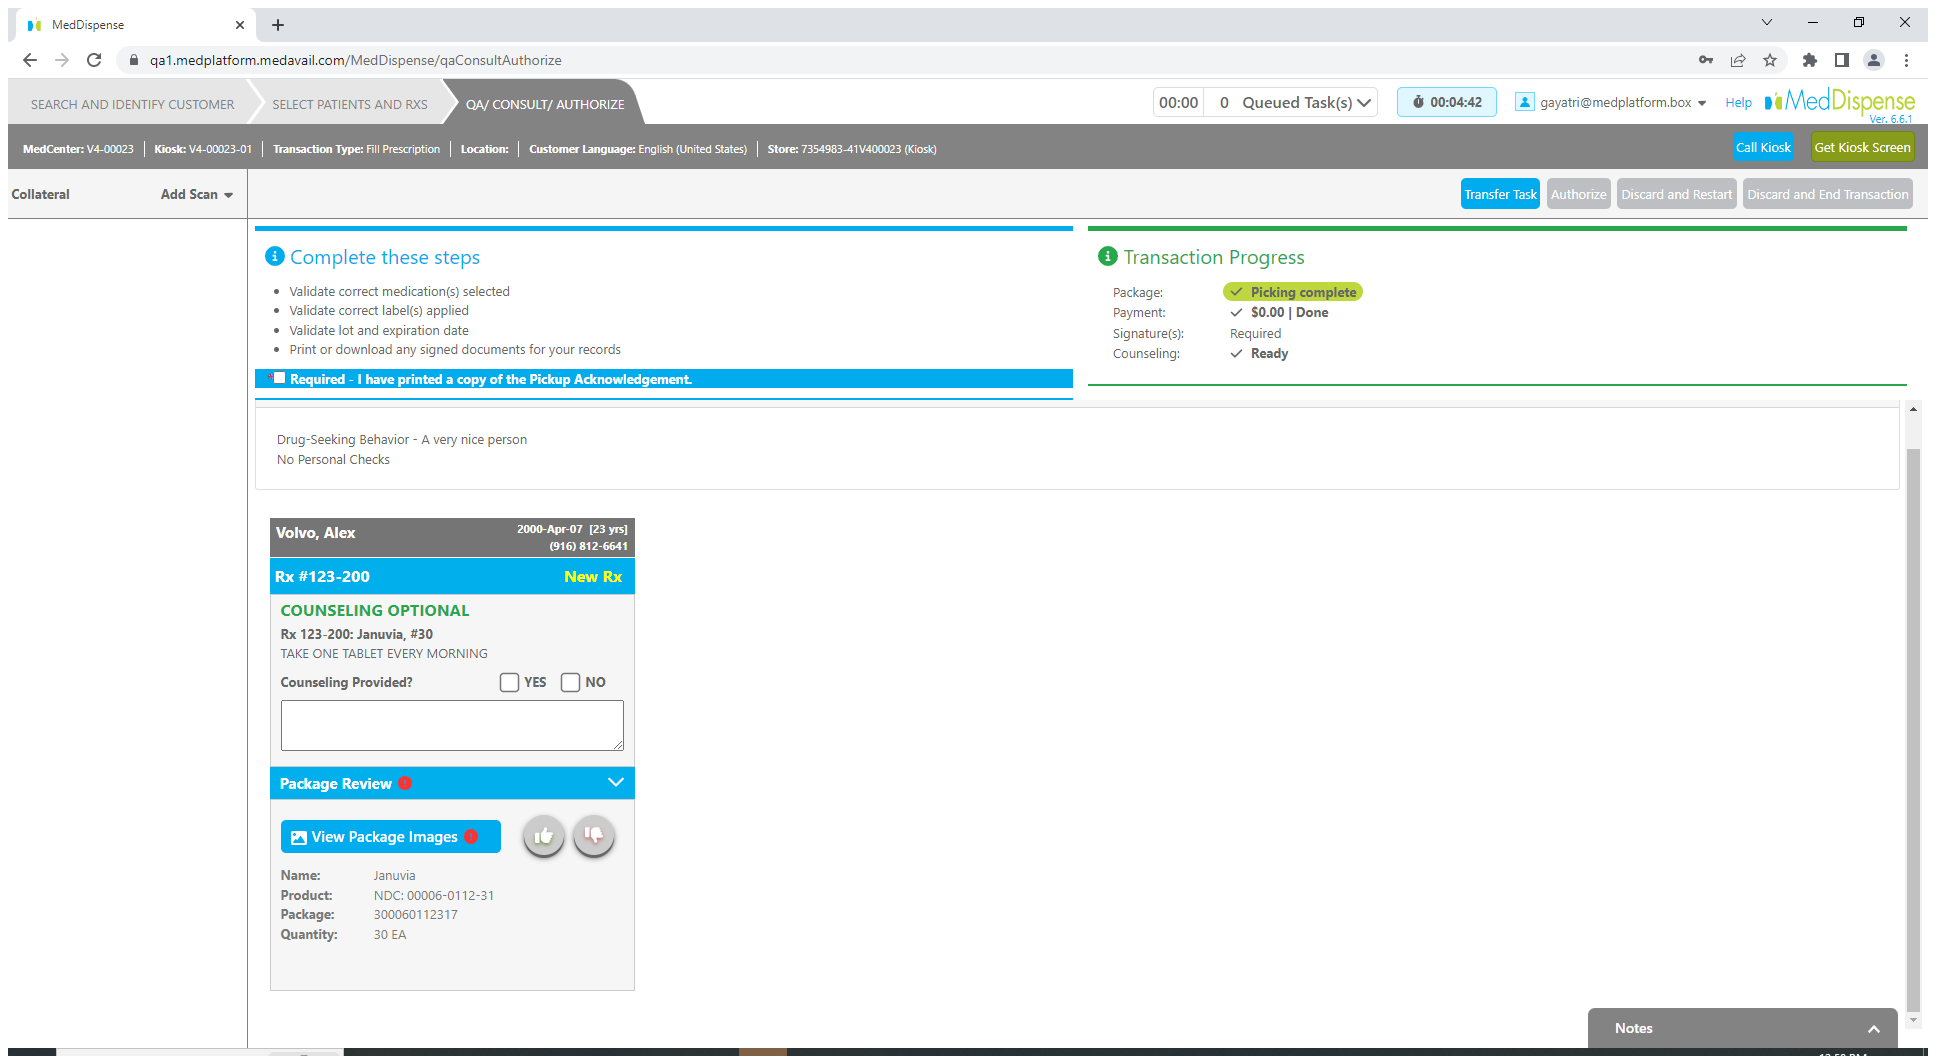 MedDispense
qa1.medplatform.medavail.com/MedDispense/qaConsultAuthorize
SEARCH AND IDENTIFY CUSTOMER
SELECT PATIENTS AND RXS
QA/ CONSULT/ AUTHORIZE
00:00 0 Queued Task(s)
00:04:42
gayatri@medplatform.box
Help
MedDispense
Ver. 6.6.1
MedCenter: V4-00023 Kiosk: V4-00023-01 Transaction Type: Fill Prescription Location: Customer Language: English (United States) Store: 7354983-41V400023 (Kiosk)
Call Kiosk
Get Kiosk Screen
Collateral
Add Scan
Transfer Task
Authorize
Discard and Restart
Discard and End Transaction
Complete these steps
Validate correct medication(s) selected
Validate correct label(s) applied
Validate lot and expiration date
Print or download any signed documents for your records
* Required - I have printed a copy of the Pickup Acknowledgement.
Transaction Progress
Package: Picking complete
Payment: $0.00 | Done
Signature(s): Required
Counseling: Ready
Drug-Seeking Behavior - A very nice person
No Personal Checks
Volvo, Alex
2000-Apr-07 [23 yrs]
(916) 812-6641
Rx #123-200 New Rx
COUNSELING OPTIONAL
Rx 123-200: Januvia, #30
TAKE ONE TABLET EVERY MORNING
Counseling Provided? YES NO
Package Review
View Package Images
Name: Januvia
Product: NDC: 00006-0112-31
Package: 300060112317
Quantity: 30 EA
Notes